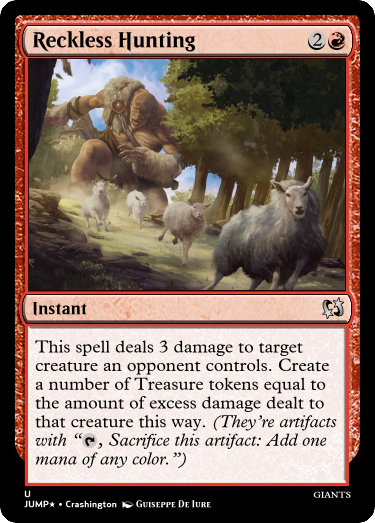 Reckless Hunting 2
Instant
This spell deals 3 damage to target
creature an opponent controls. Create
a number of Treasure tokens equal to
the amount of excess damage dealt to
that creature this way. (They're artifacts
with “, Sacrifice this artifact: Add one
mana of any color.”)
U
JUMP★ • Crashington Guiseppe De Iure
GIANTS